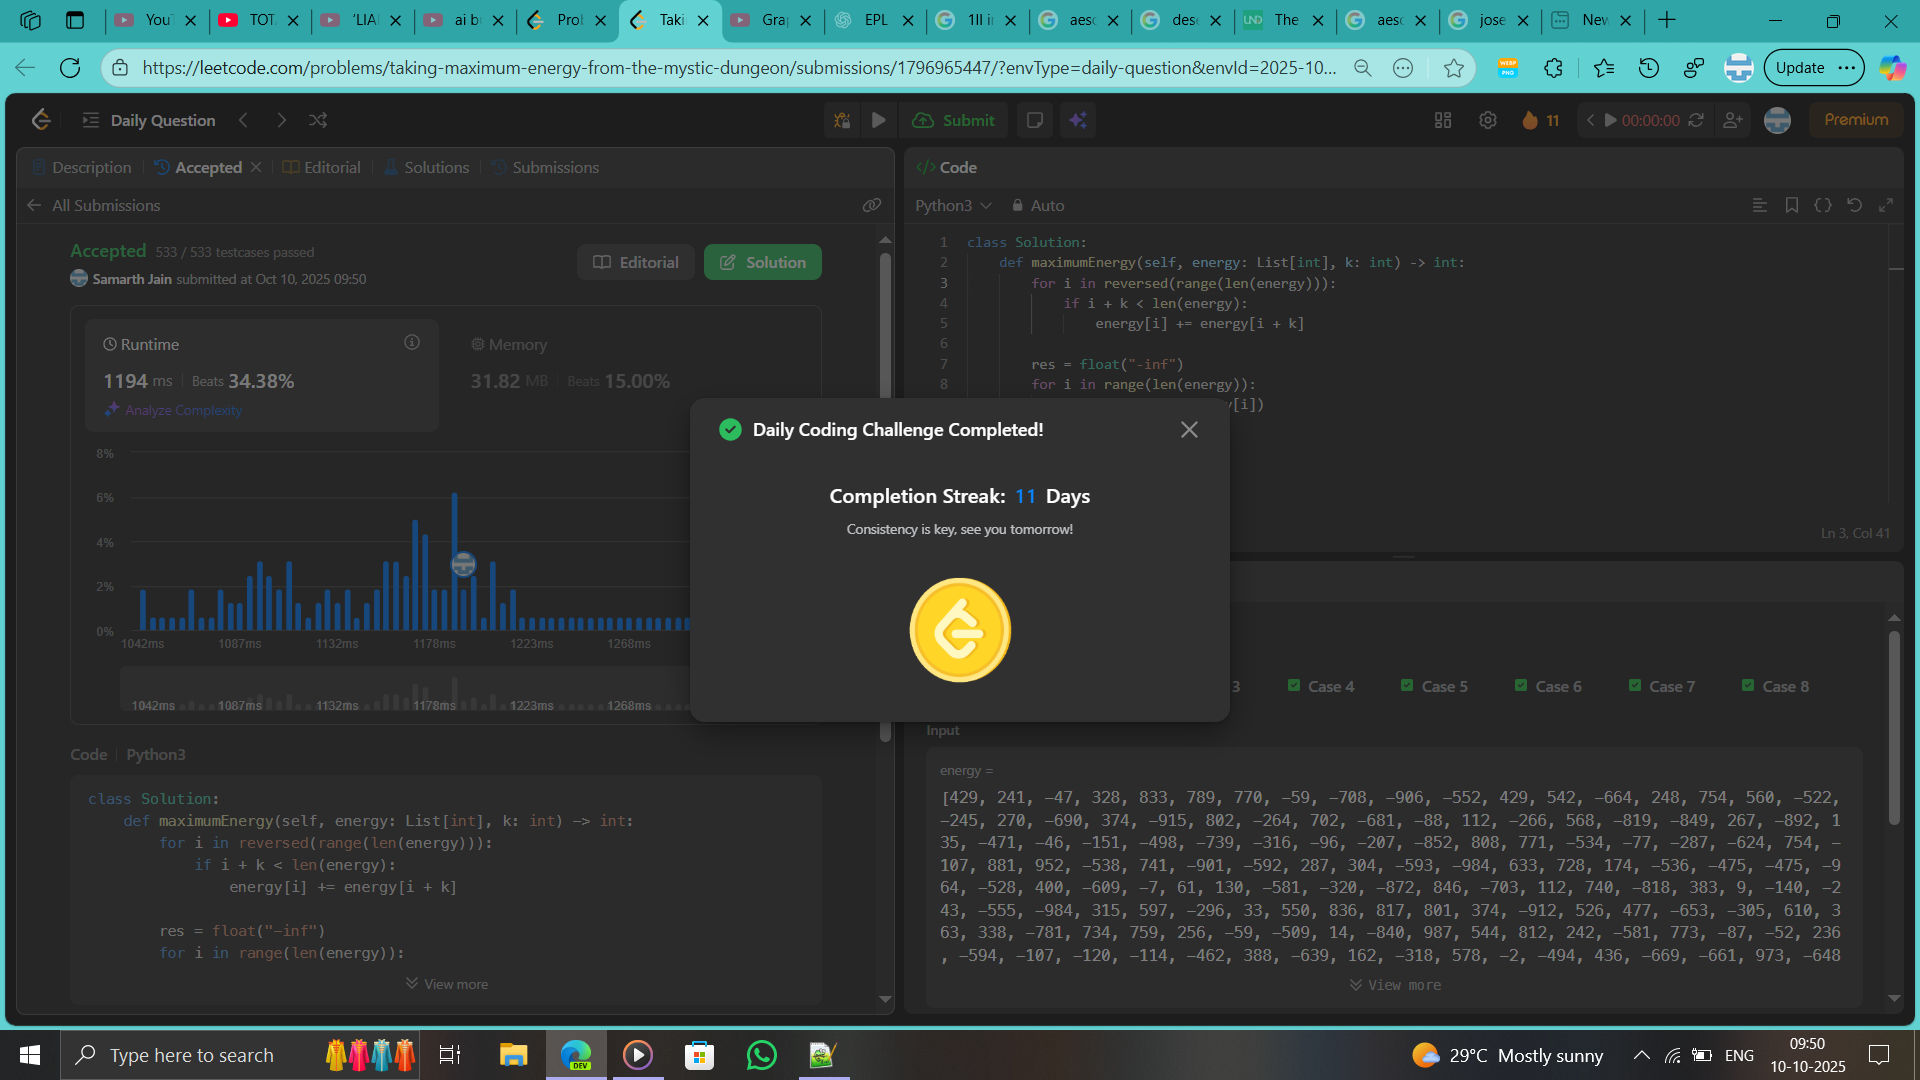 You
TOT
'LIA
ai b
Prob
Taki
Gra
EPL
1ll i
aesc
dese
The
aesc
jose
New
https://leetcode.com/problems/taking-maximum-energy-from-the-mystic-dungeon/submissions/1796965447/?envType=daily-question&envId=2025-10...
Update
Daily Question
Submit
11
00:00:00
Premium
Description
Accepted
Editorial
Solutions
Submissions
All Submissions
Accepted 533 / 533 testcases passed
Samarth Jain submitted at Oct 10, 2025 09:50
Editorial
Solution
Runtime
1194 ms Beats 34.38%
Analyze Complexity
Memory
31.82 MB Beats 15.00%
8%
6%
4%
2%
0%
1042ms 1087ms 1132ms 1178ms 1223ms 1268ms
1042ms 1087ms 1132ms 1178ms 1223ms 1268ms
Code Python3
class Solution:
def maximumEnergy(self, energy: List[int], k: int) -> int:
for i in reversed(range(len(energy))):
if i + k < len(energy):
energy[i] += energy[i + k]
res = float("-inf")
for i in range(len(energy)):
View more
Daily Coding Challenge Completed!
Completion Streak: 11 Days
Consistency is key, see you tomorrow!
</> Code
Python3 Auto
1 class Solution:
2 def maximumEnergy(self, energy: List[int], k: int) -> int:
3 for i in reversed(range(len(energy))):
4 if i + k < len(energy):
5 energy[i] += energy[i + k]
6
7 res = float("-inf")
8 for i in range(len(energy)):
[i])
Ln 3, Col 41
3
Case 4
Case 5
Case 6
Case 7
Case 8
Input
energy =
[429, 241, -47, 328, 833, 789, 770, -59, -708, -906, -552, 429, 542, -664, 248, 754, 560, -522,
-245, 270, -690, 374, -915, 802, -264, 702, -681, -88, 112, -266, 568, -819, -849, 267, -892, 1
35, -471, -46, -151, -498, -739, -316, -96, -207, -852, 808, 771, -534, -77, -287, -624, 754, -
107, 881, 952, -538, 741, -901, -592, 287, 304, -593, -984, 633, 728, 174, -536, -475, -475, -9
64, -528, 400, -609, -7, 61, 130, -581, -320, -872, 846, -703, 112, 740, -818, 383, 9, -140, -2
43, -555, -984, 315, 597, -296, 33, 550, 836, 817, 801, 374, -912, 526, 477, -653, -305, 610, 3
63, 338, -781, 734, 759, 256, -59, -509, 14, -840, 987, 544, 812, 242, -581, 773, -87, -52, 236
, -594, -107, -120, -114, -462, 388, -639, 162, -318, 578, -2, -494, 436, -669, -661, 973, -648
View more
Type here to search
DEV
29°C Mostly sunny
ENG
09:50
10-10-2025